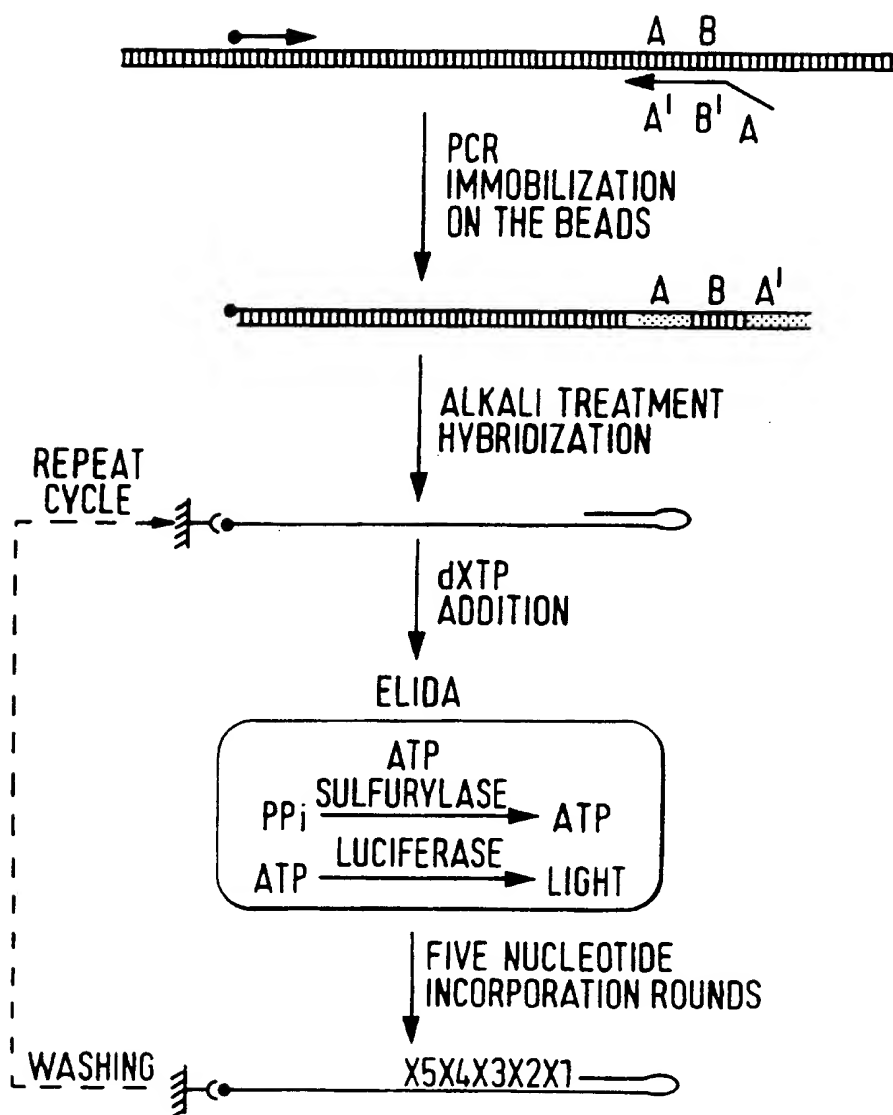 A B
A' B' A
PCR
IMMOBILIZATION
ON THE BEADS
A B A'
ALKALI TREATMENT
HYBRIDIZATION
REPEAT
CYCLE
dXTP
ADDITION
ELIDA
ATP
SULFURYLASE
PPi ATP
LUCIFERASE
ATP LIGHT
FIVE NUCLEOTIDE
INCORPORATION ROUNDS
WASHING
X5X4X3X2X1